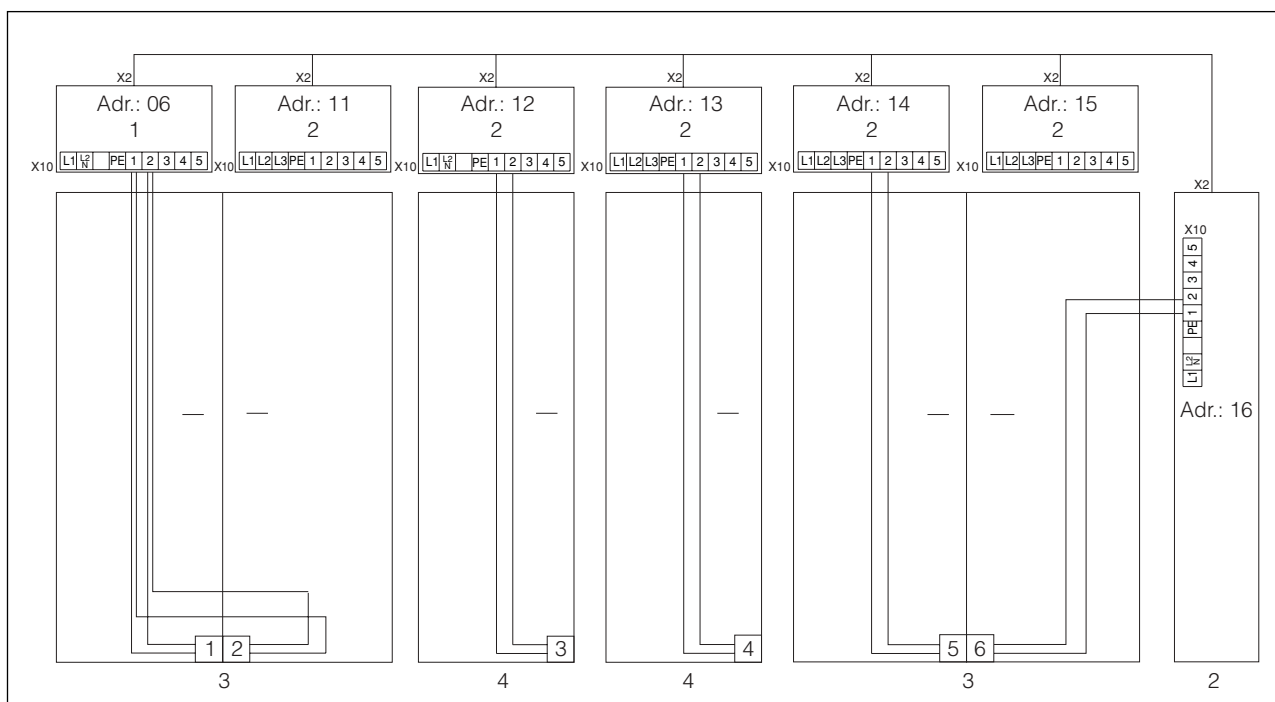 X2 X2 X2 X2 X2 X2
Adr.: 06 Adr.: 11 Adr.: 12 Adr.: 13 Adr.: 14 Adr.: 15
1 2 2 2 2 2
X10 L1 L2 N PE 1 2 3 4 5
X10 L1 L2 L3 PE 1 2 3 4 5
X10 L1 L2 N PE 1 2 3 4 5
X10 L1 L2 L3 PE 1 2 3 4 5
X10 L1 L2 L3 PE 1 2 3 4 5
X10 L1 L2 L3 PE 1 2 3 4 5
X2
X10
5
4
3
2
1
PE
L2 N
L1
Adr.: 16
1 2 3 4 5 6
3 4 4 3 2